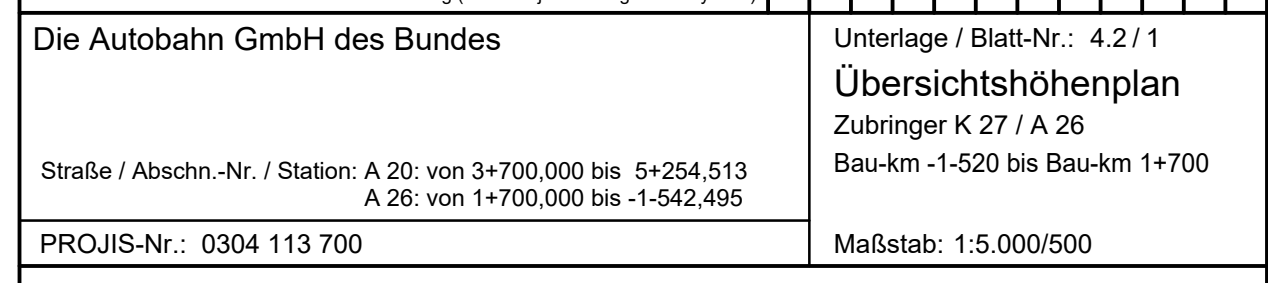 Die Autobahn GmbH des Bundes
Straße / Abschn.-Nr. / Station: A 20: von 3+700,000 bis 5+254,513
A 26: von 1+700,000 bis -1-542,495
PROJIS-Nr.: 0304 113 700
Unterlage / Blatt-Nr.: 4.2 / 1
Übersichtshöhenplan
Zubringer K 27 / A 26
Bau-km -1-520 bis Bau-km 1+700
Maßstab: 1:5.000/500